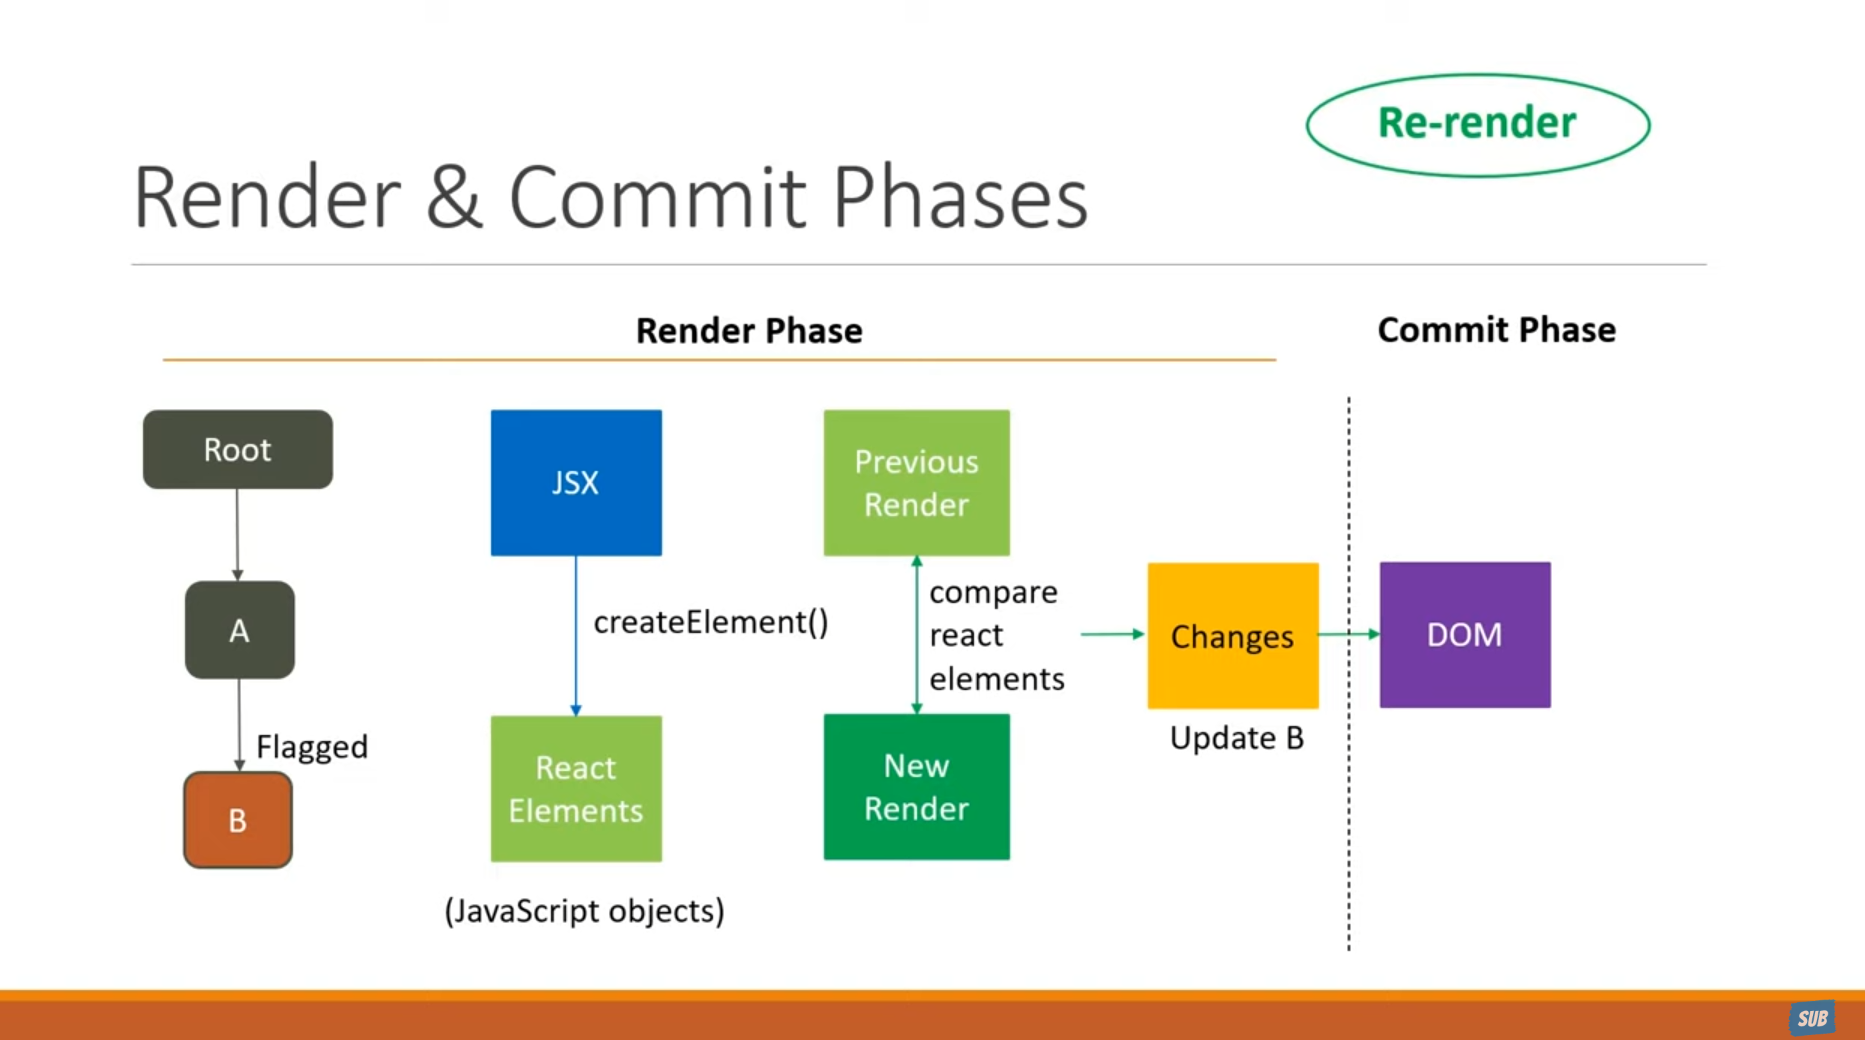 Re-render
Render & Commit Phases
Render Phase
Commit Phase
Root
A
Flagged
B
JSX
createElement()
React
Elements
(JavaScript objects)
Previous
Render
compare
react
elements
New
Render
Changes
Update B
DOM
SUB